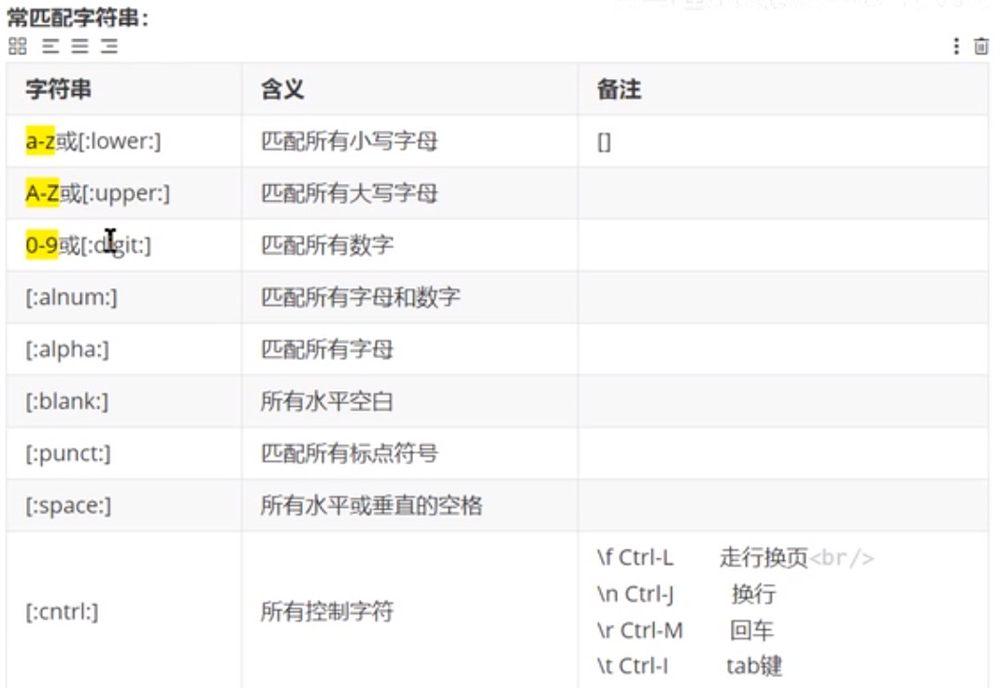 常匹配字符串：
字符串 含义 备注
a-z或[:lower:] 匹配所有小写字母 []
A-Z或[:upper:] 匹配所有大写字母
0-9或[:digit:] 匹配所有数字
[:alnum:] 匹配所有字母和数字
[:alpha:] 匹配所有字母
[:blank:] 所有水平空白
[:punct:] 匹配所有标点符号
[:space:] 所有水平或垂直的空格
[:cntrl:] 所有控制字符
\f Ctrl-L 走行换页<br/>
\n Ctrl-J 换行
\r Ctrl-M 回车
\t Ctrl-I tab键